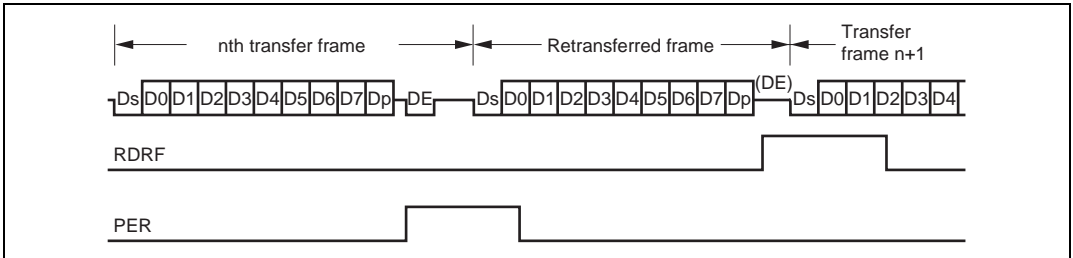 nth transfer frame Retransferred frame Transfer
frame n+1
Ds D0 D1 D2 D3 D4 D5 D6 D7 Dp DE Ds D0 D1 D2 D3 D4 D5 D6 D7 Dp (DE) Ds D0 D1 D2 D3 D4
RDRF
PER